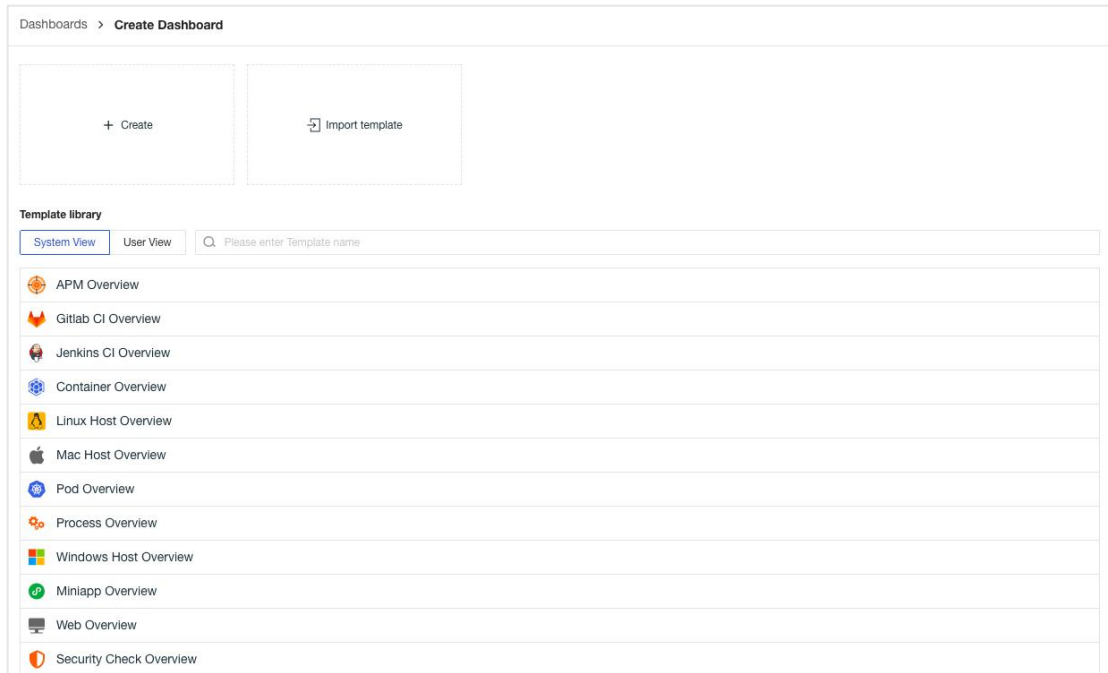 Dashboards > Create Dashboard
+ Create
Import template
Template library
System View User View Please enter Template name
APM Overview
Gitlab CI Overview
Jenkins CI Overview
Container Overview
Linux Host Overview
Mac Host Overview
Pod Overview
Process Overview
Windows Host Overview
Miniapp Overview
Web Overview
Security Check Overview